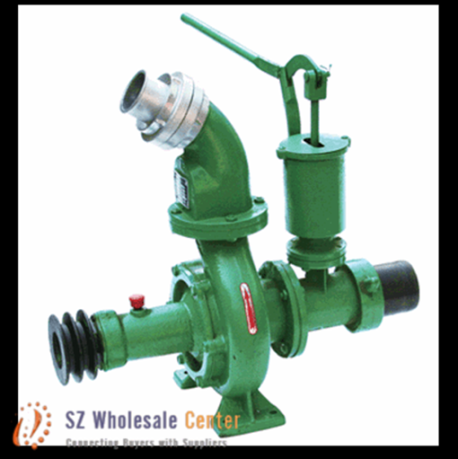 SZ Wholesale Center
Connecting Buyers with Suppliers